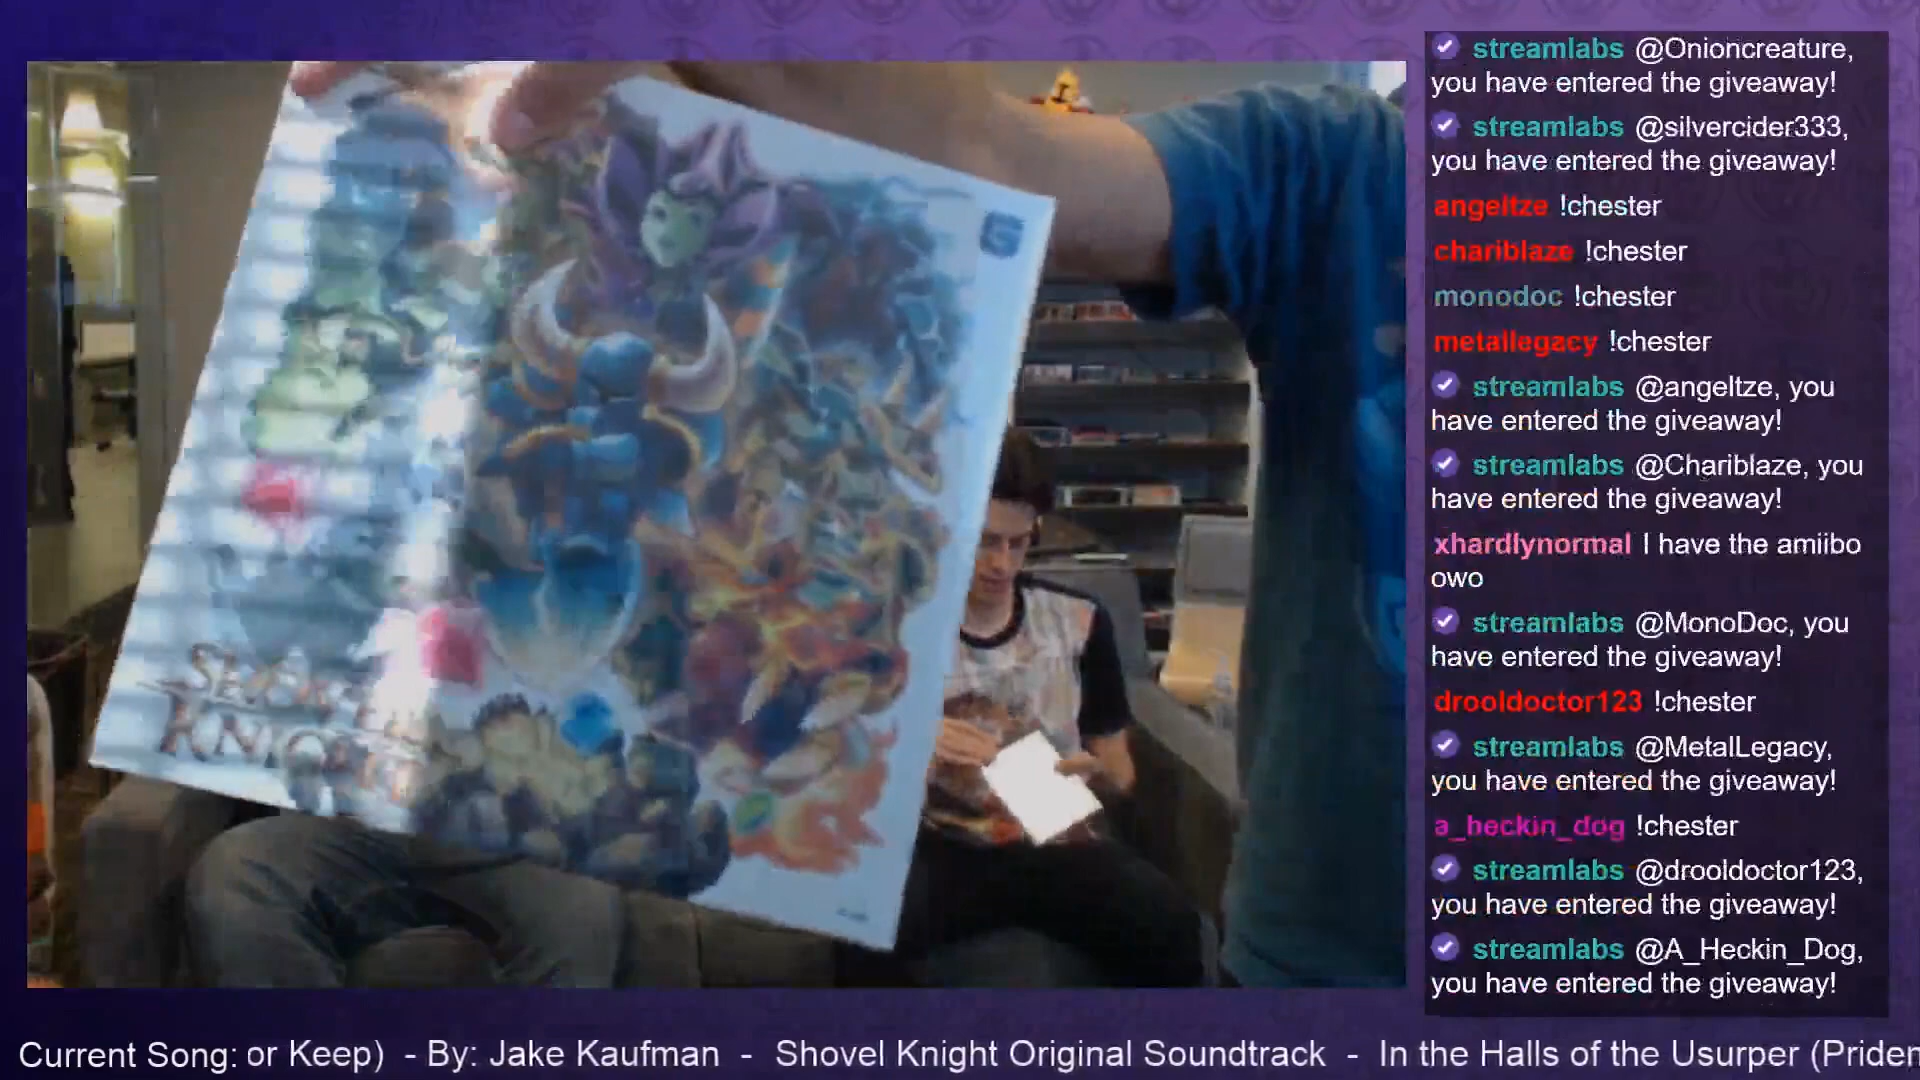 SHOVEL
KNIGHT
streamlabs @Onioncreature,
you have entered the giveaway!
streamlabs @silvercider333,
you have entered the giveaway!
angeltze !chester
chariblaze !chester
monodoc !chester
metallegacy !chester
streamlabs @angeltze, you
have entered the giveaway!
streamlabs @Chariblaze, you
have entered the giveaway!
xhardlynormal I have the amiibo
owo
streamlabs @MonoDoc, you
have entered the giveaway!
drooldoctor123 !chester
streamlabs @MetalLegacy,
you have entered the giveaway!
a_heckin_dog !chester
streamlabs @drooldoctor123,
you have entered the giveaway!
streamlabs @A_Heckin_Dog,
you have entered the giveaway!
Current Song: or Keep) - By: Jake Kaufman - Shovel Knight Original Soundtrack - In the Halls of the Usurper (Priden